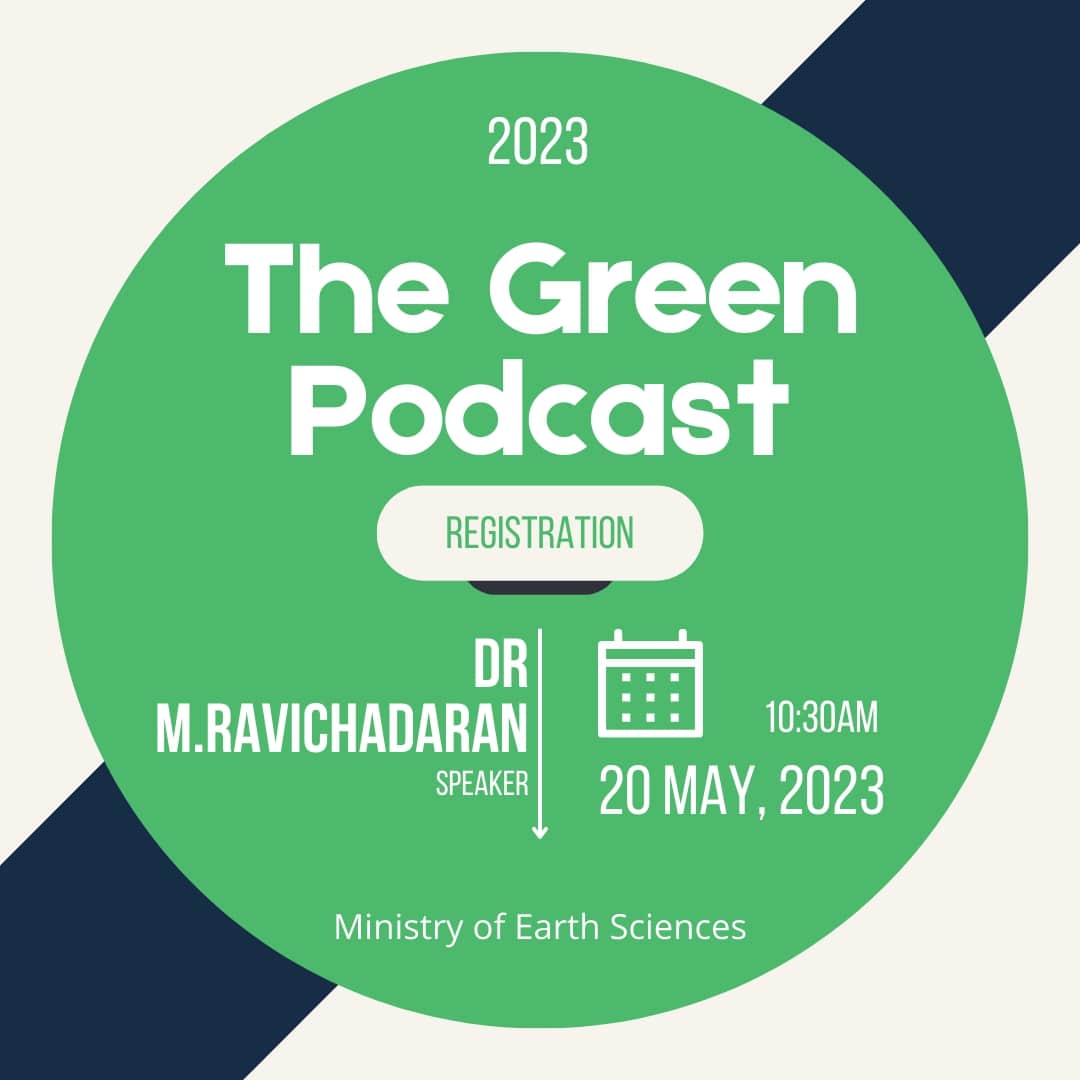 2023
The Green
Podcast
REGISTRATION
DR
M.RAVICHADARAN
SPEAKER
10:30AM
20 MAY, 2023
Ministry of Earth Sciences